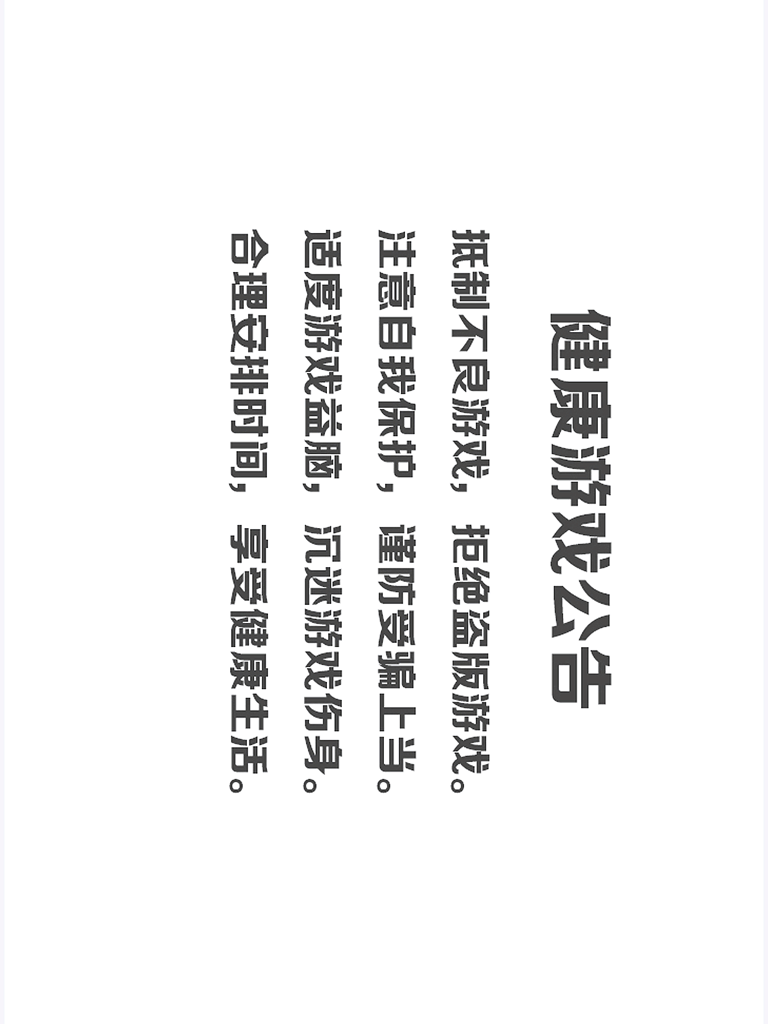 健康游戏公告
抵制不良游戏，拒绝盗版游戏。
注意自我保护，谨防受骗上当。
适度游戏益脑，沉迷游戏伤身。
合理安排时间，享受健康生活。